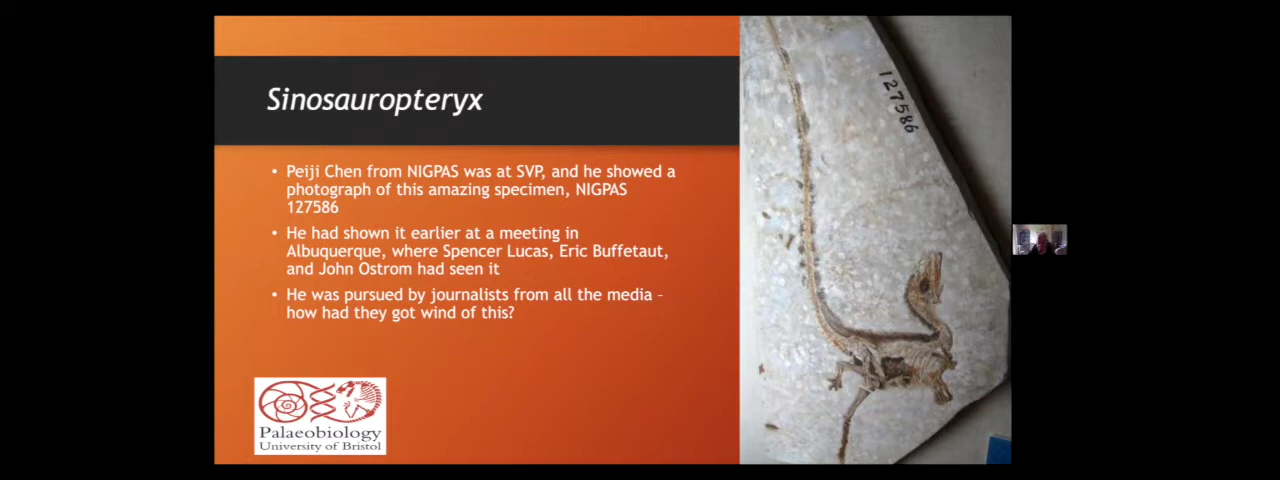 Sinosauropteryx
• Peiji Chen from NIGPAS was at SVP, and he showed a
photograph of this amazing specimen, NIGPAS
127586
• He had shown it earlier at a meeting in
Albuquerque, where Spencer Lucas, Eric Buffetaut,
and John Ostrom had seen it
• He was pursued by journalists from all the media –
how had they got wind of this?
127586
Palaeobiology
University of Bristol